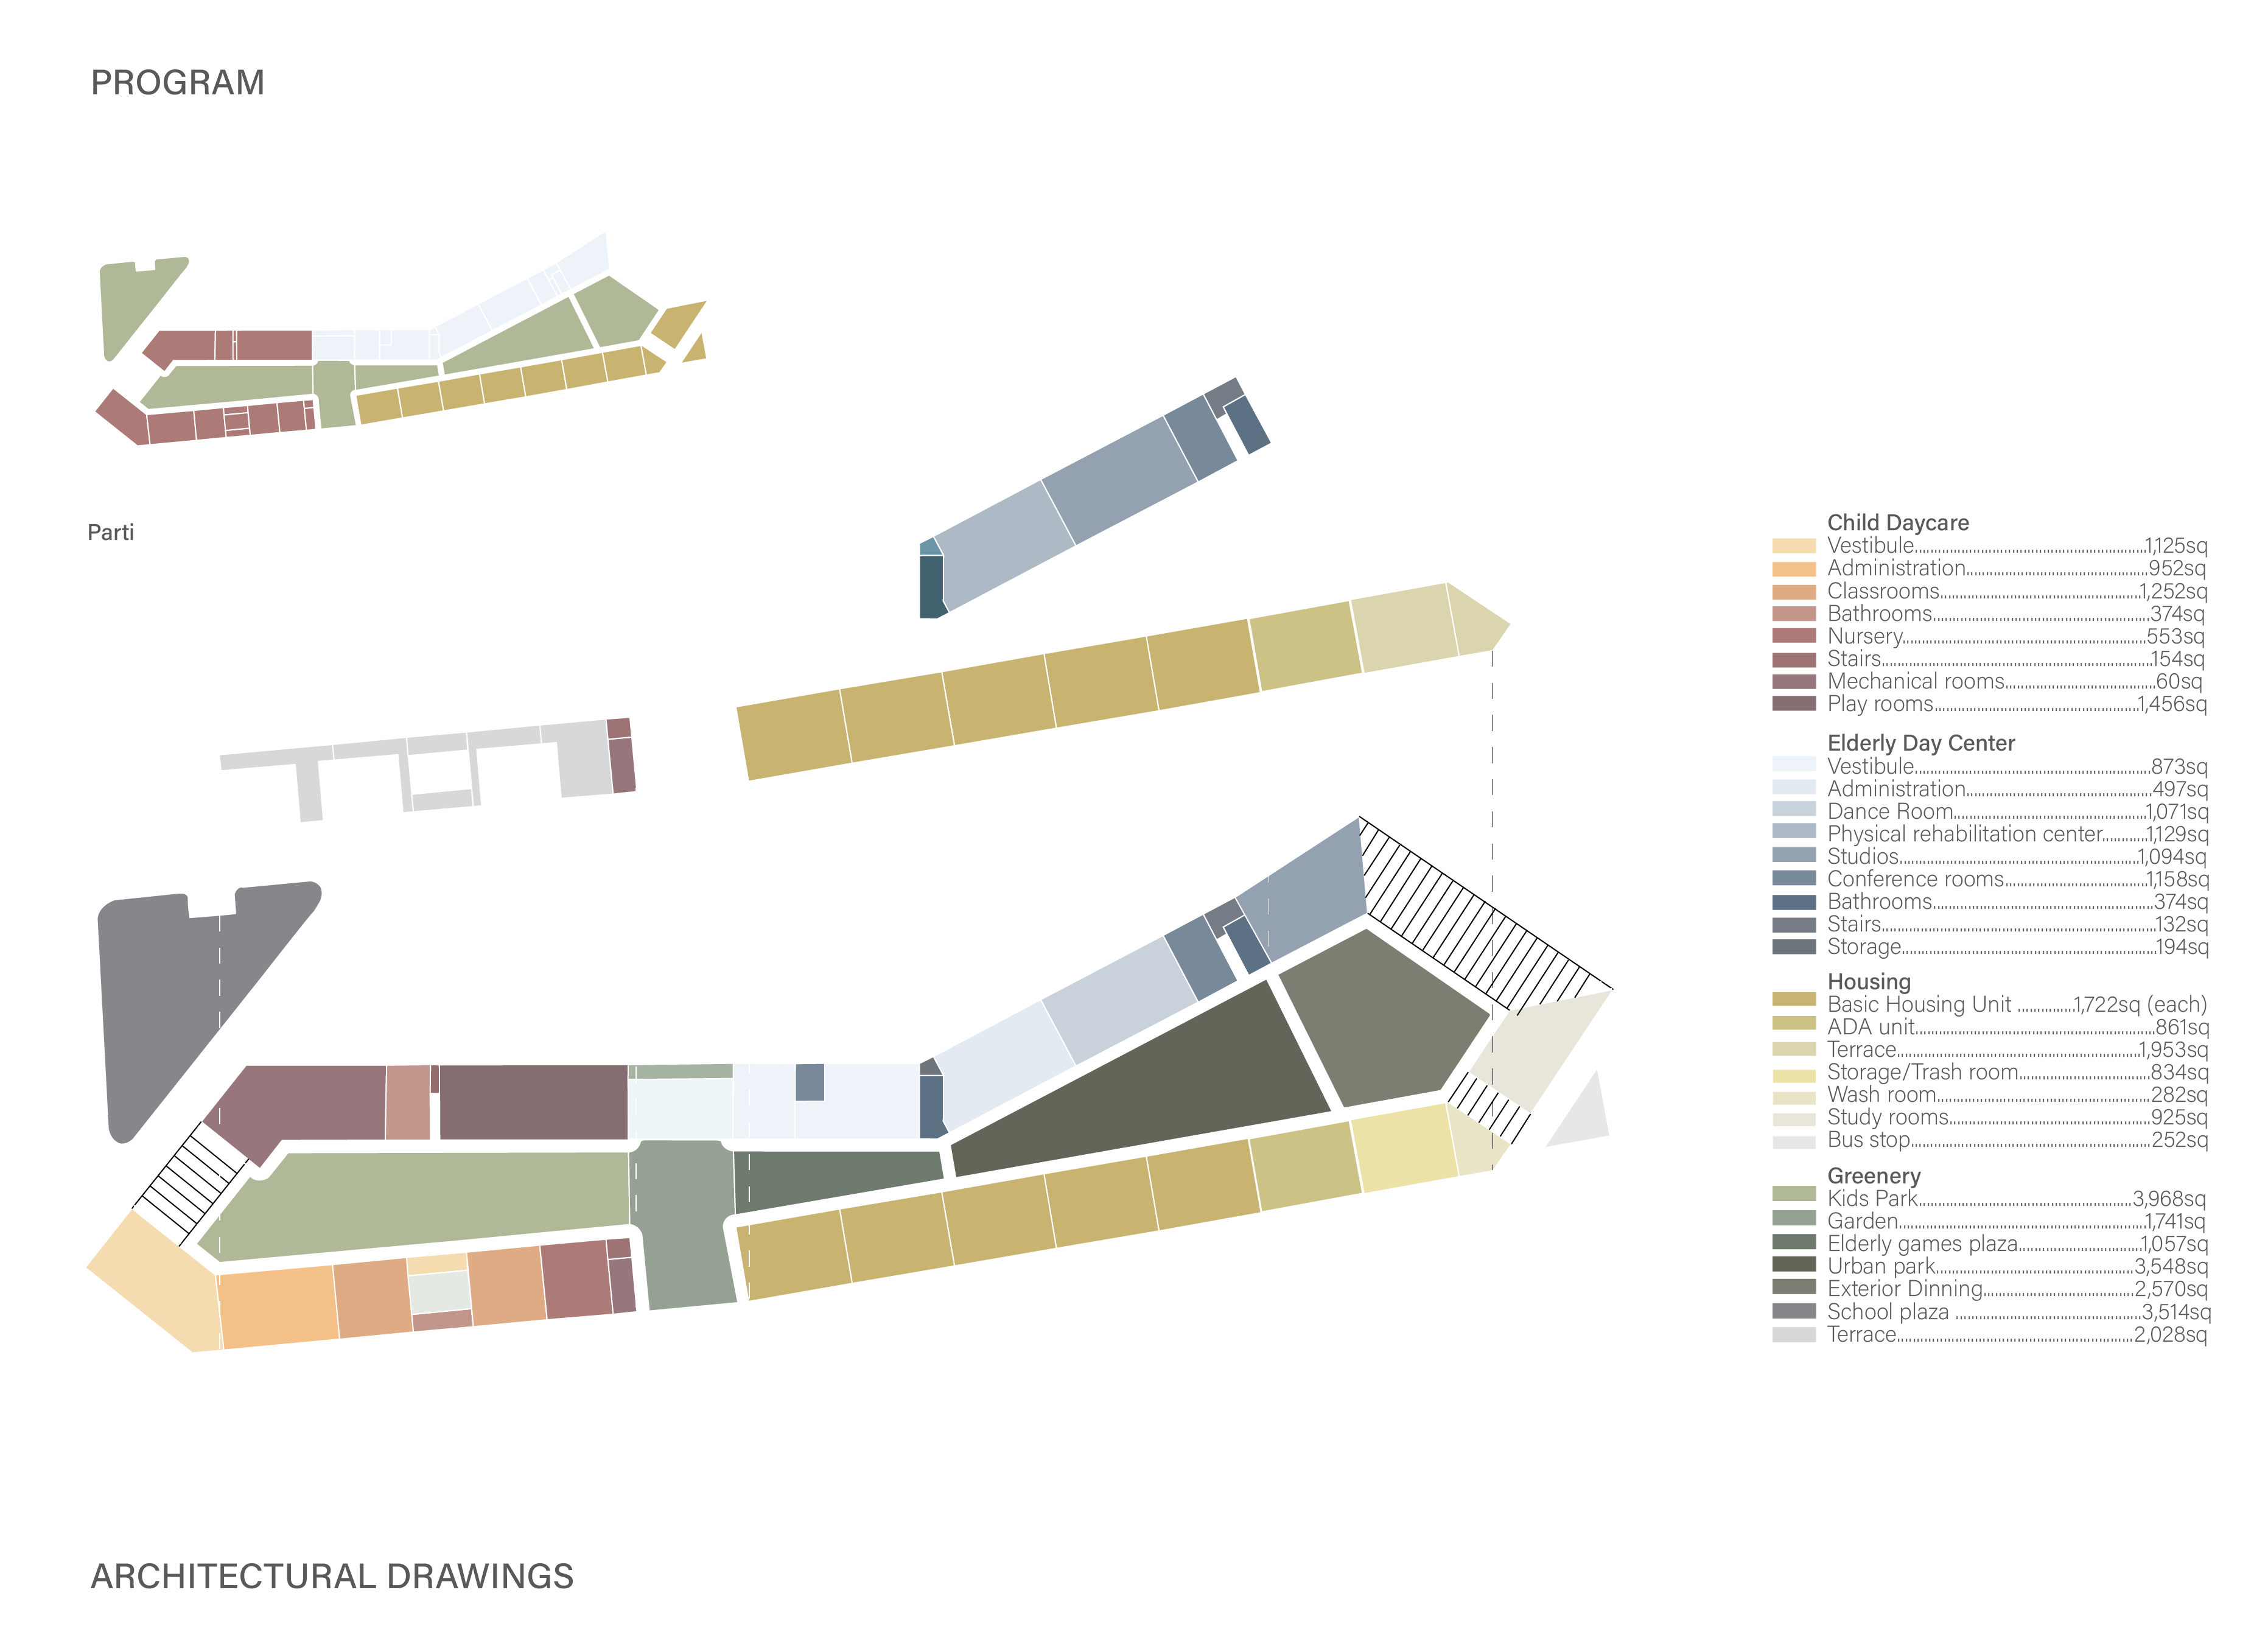 PROGRAM
Parti
Child Daycare
Vestibule..........1,125sq
Administration..........952sq
Classrooms..........1,252sq
Bathrooms..........374sq
Nursery..........553sq
Stairs..........154sq
Mechanical rooms..........60sq
Play rooms..........1,456sq
Elderly Day Center
Vestibule..........873sq
Administration..........497sq
Dance Room..........1,071sq
Physical rehabilitation center..........1,129sq
Studios..........1,094sq
Conference rooms..........1158sq
Bathrooms..........374sq
Stairs..........132sq
Storage..........194sq
Housing
Basic Housing Unit ..........1,722sq (each)
ADA unit..........861sq
Terrace..........1,953sq
Storage/Trash room..........834sq
Wash room..........282sq
Study rooms..........925sq
Bus stop..........252sq
Greenery
Kids Park..........3,968sq
Garden..........1,741sq
Elderly games plaza..........1,057sq
Urban park..........3,548sq
Exterior Dinning..........2,570sq
School plaza ..........3,514sq
Terrace..........2,028sq
ARCHITECTURAL DRAWINGS